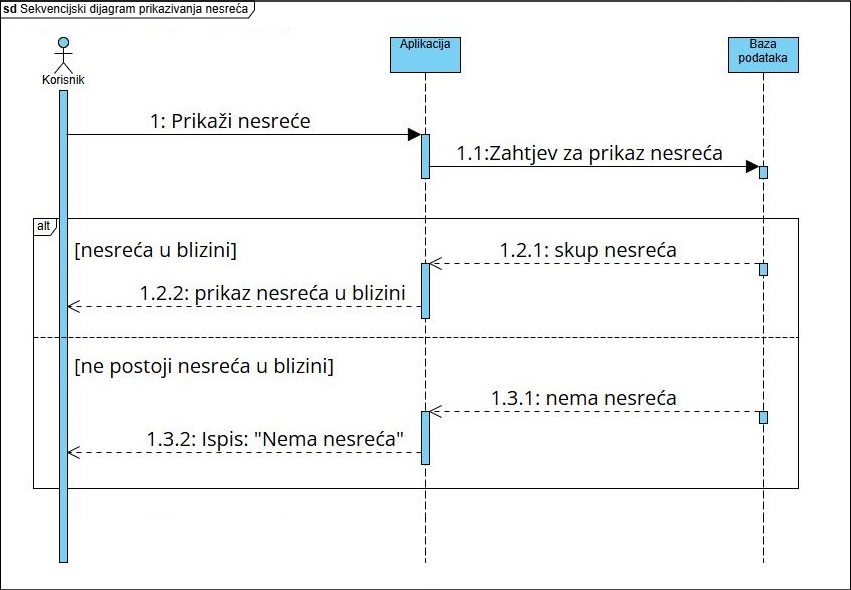 sd Sekvencijski dijagram prikazivanja nesreća
Korisnik
Aplikacija
Baza
podataka
1: Prikaži nesreće
1.1:Zahtjev za prikaz nesreća
alt
[nesreća u blizini]
1.2.1: skup nesreća
1.2.2: prikaz nesreća u blizini
[ne postoji nesreća u blizini]
1.3.1: nema nesreća
1.3.2: Ispis: "Nema nesreća"